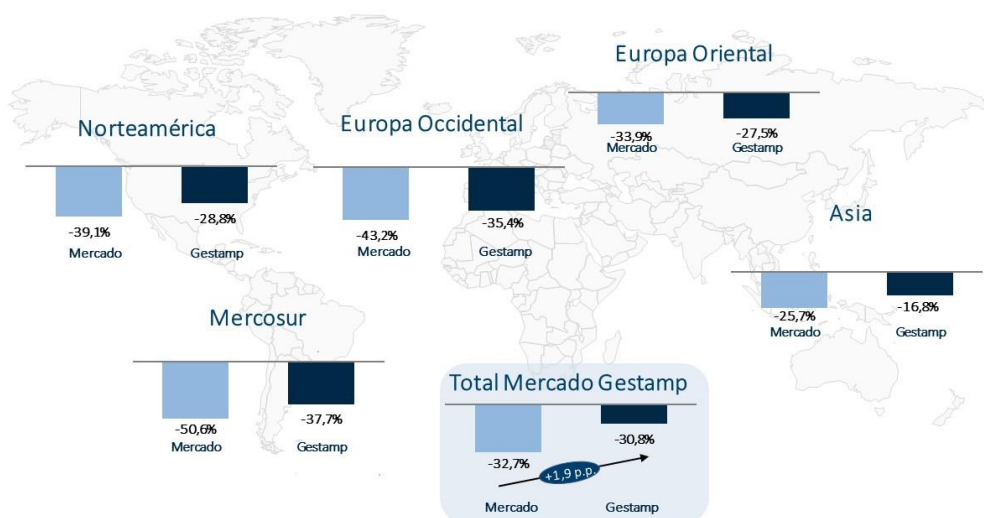 Europa Oriental
-33,9%
-27,5%
Mercado
Gestamp
Norteamérica
-39,1%
-28,8%
Mercado
Gestamp
Europa Occidental
-43,2%
-35,4%
Mercado
Gestamp
Asia
-25,7%
-16,8%
Mercado
Gestamp
Mercosur
-50,6%
-37,7%
Mercado
Gestamp
Total Mercado Gestamp
-32,7%
-30,8%
+1,9 p.p.
Mercado
Gestamp